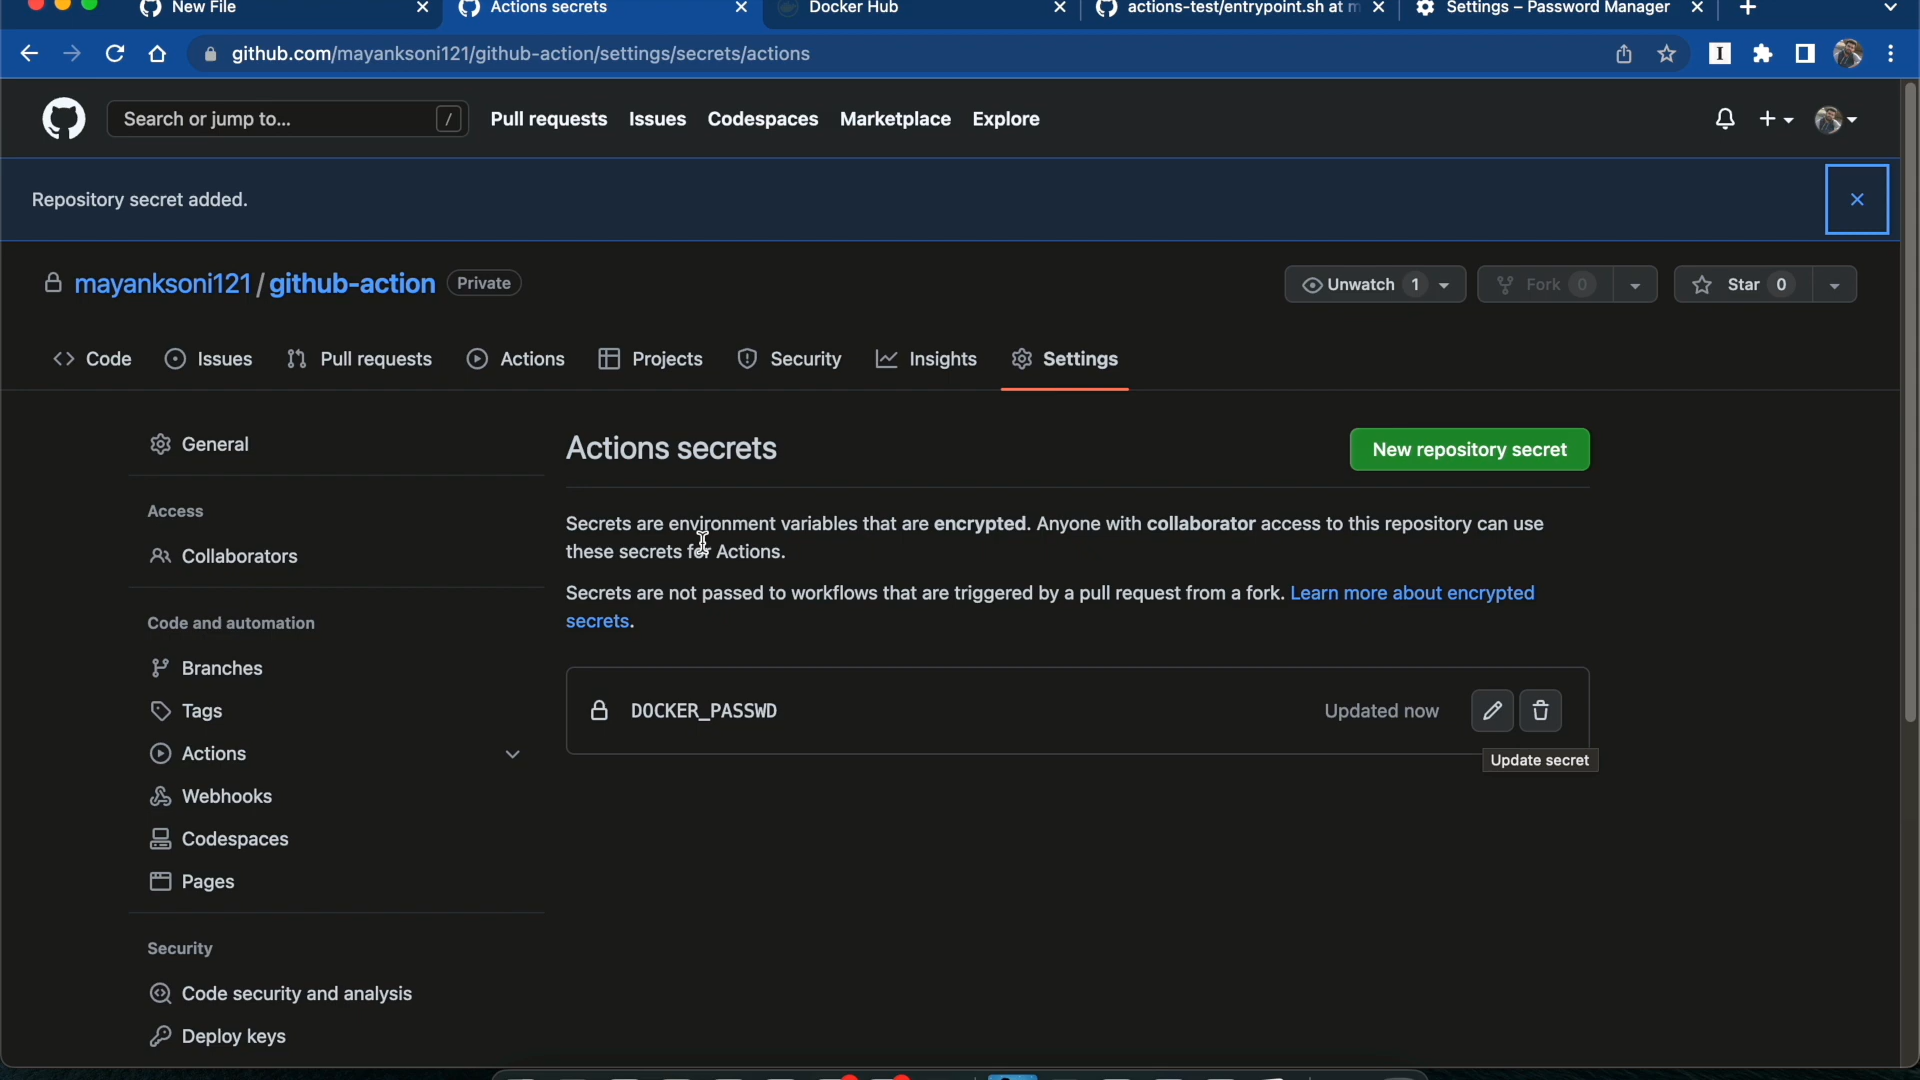 New File
Actions secrets
Docker Hub
actions-test/entrypoint.sh at m
Settings – Password Manager
github.com/mayanksoni121/github-action/settings/secrets/actions
Search or jump to...
/
Pull requests
Issues
Codespaces
Marketplace
Explore
Repository secret added.
mayanksoni121/github-action
Private
Unwatch 1
Fork 0
Star 0
Code
Issues
Pull requests
Actions
Projects
Security
Insights
Settings
General
Access
Collaborators
Code and automation
Branches
Tags
Actions
Webhooks
Codespaces
Pages
Security
Code security and analysis
Deploy keys
Actions secrets
New repository secret
Secrets are environment variables that are encrypted. Anyone with collaborator access to this repository can use
these secrets for Actions.
Secrets are not passed to workflows that are triggered by a pull request from a fork. Learn more about encrypted
secrets.
DOCKER_PASSWD
Updated now
Update secret